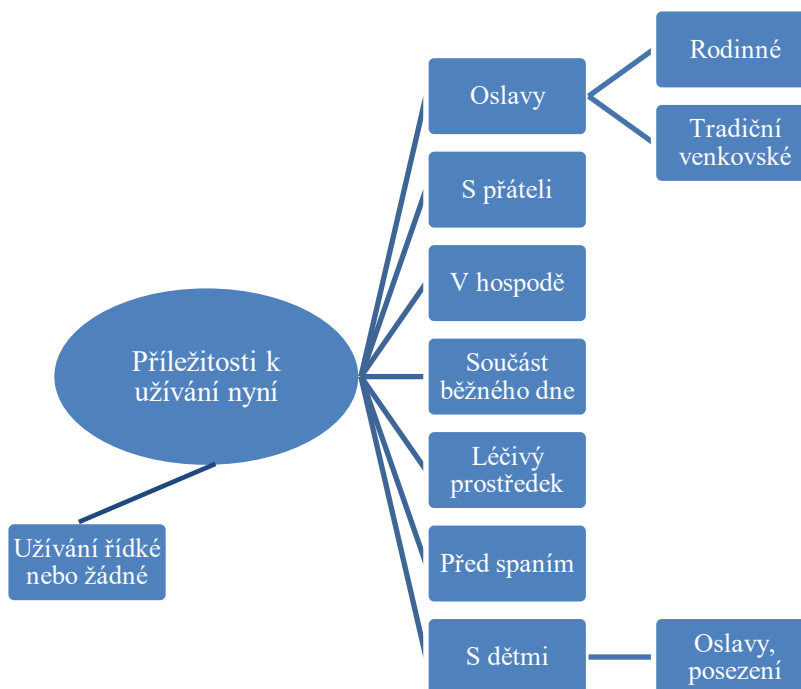 Příležitosti k
užívání nyní
Užívání řídké
nebo žádné
Oslavy
Rodinné
Tradiční
venkovské
S přáteli
V hospodě
Součást
běžného dne
Léčivý
prostředek
Před spaním
S dětmi
Oslavy,
posezení